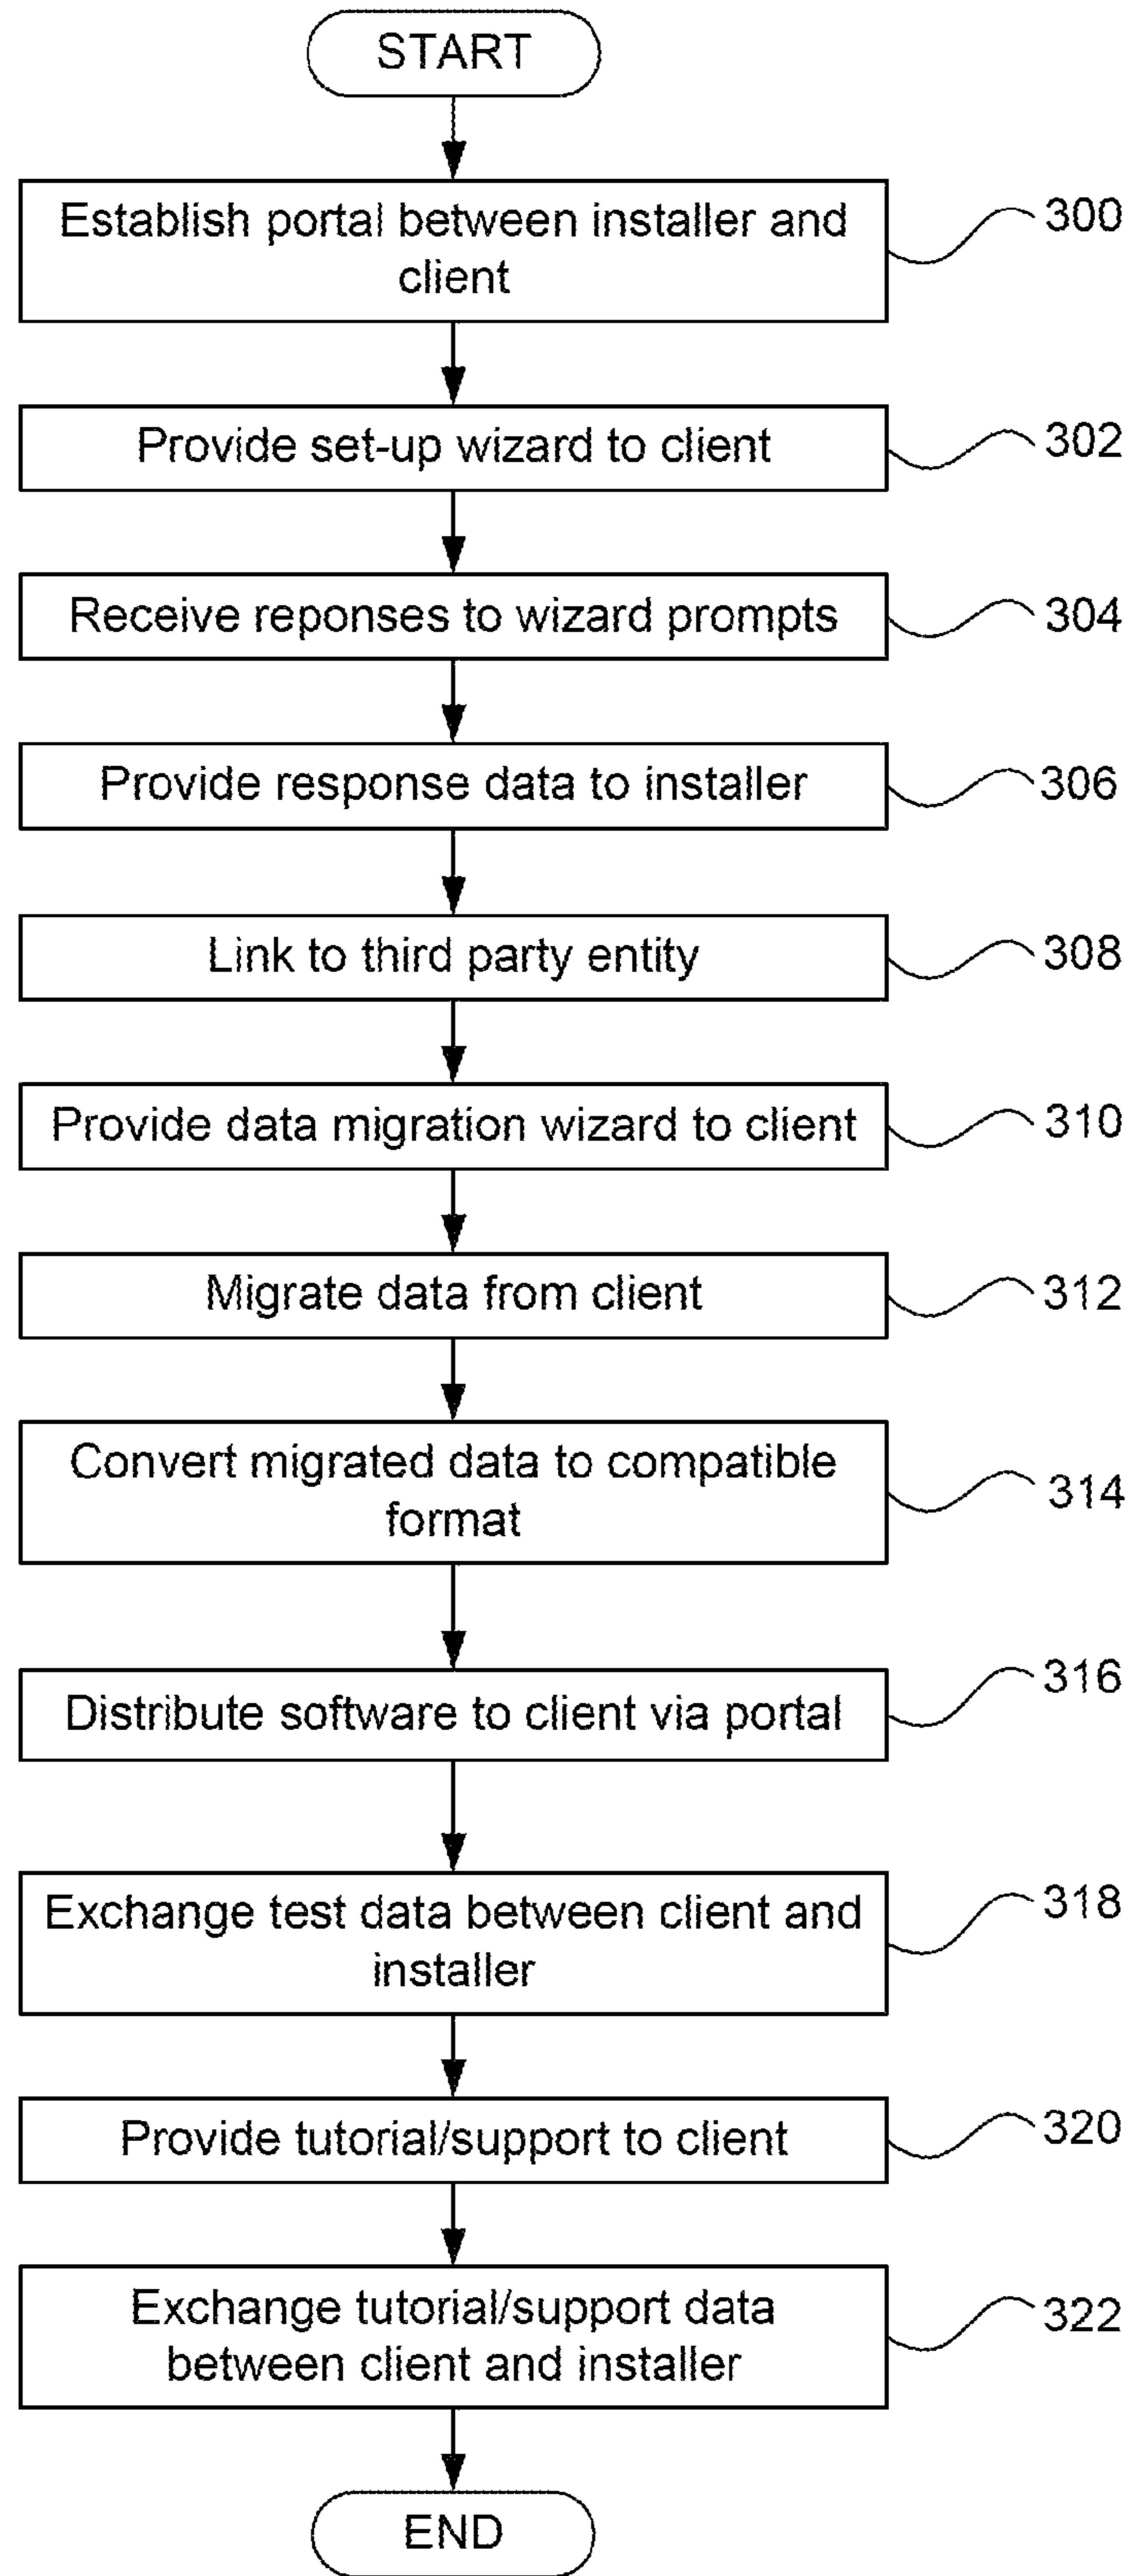 START
Establish portal between installer and
client
300
Provide set-up wizard to client
302
Receive reponses to wizard prompts
304
Provide response data to installer
306
Link to third party entity
308
Provide data migration wizard to client
310
Migrate data from client
312
Convert migrated data to compatible
format
314
Distribute software to client via portal
316
Exchange test data between client and
installer
318
Provide tutorial/support to client
320
Exchange tutorial/support data
between client and installer
322
END